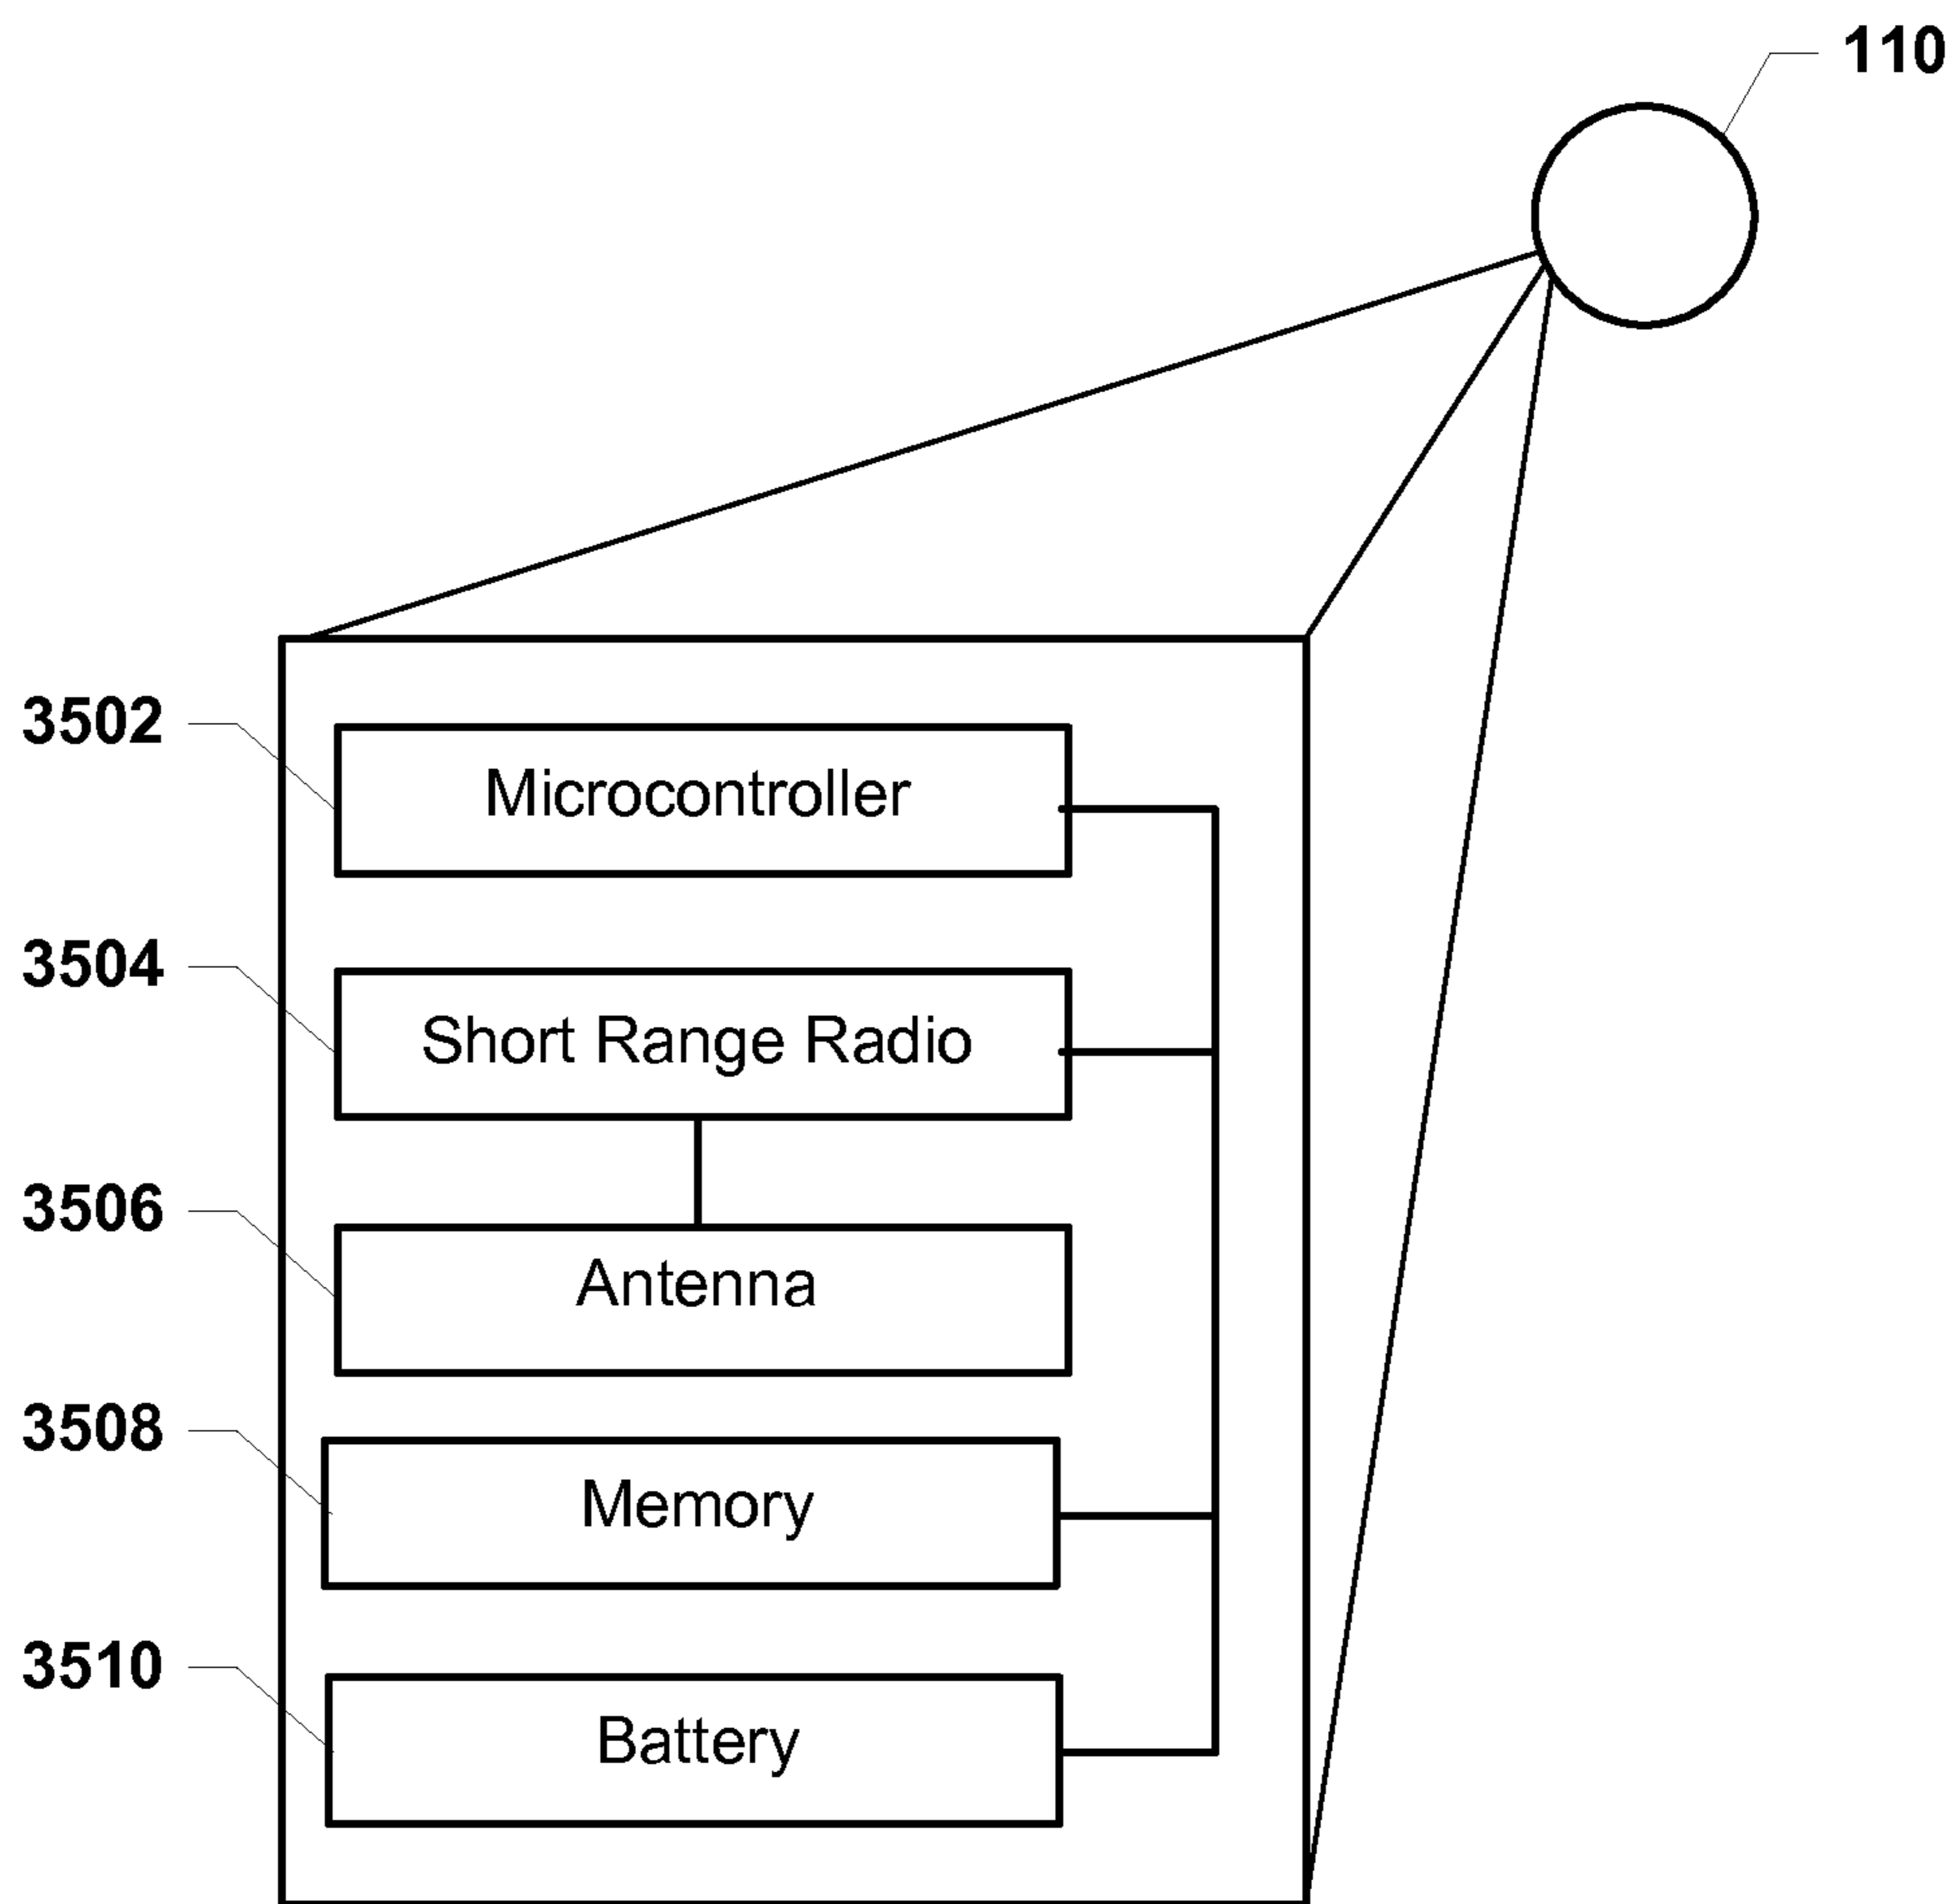 110
3502
Microcontroller
3504
Short Range Radio
3506
Antenna
3508
Memory
3510
Battery